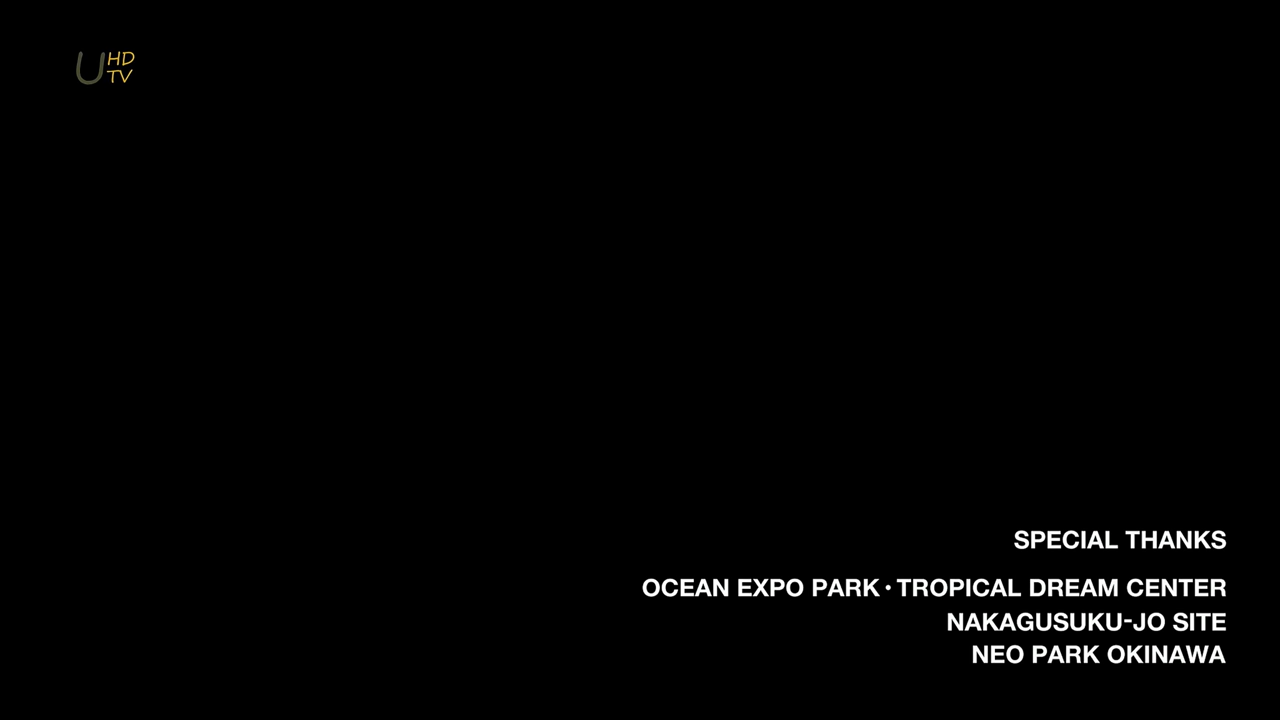 UHD
TV
SPECIAL THANKS
OCEAN EXPO PARK・TROPICAL DREAM CENTER
NAKAGUSUKU-JO SITE
NEO PARK OKINAWA